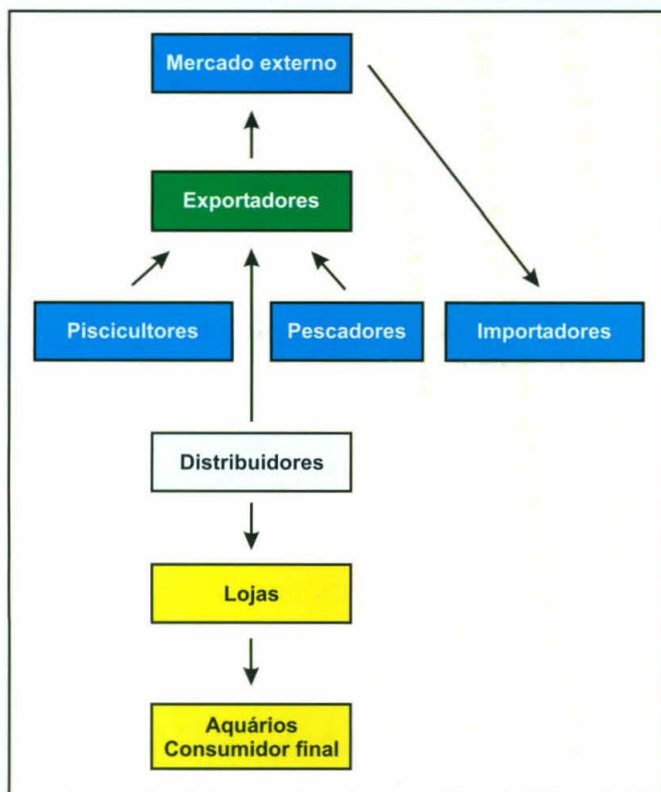 Mercado externo
Exportadores
Piscicultores
Pescadores
Importadores
Distribuidores
Lojas
Aquários
Consumidor final